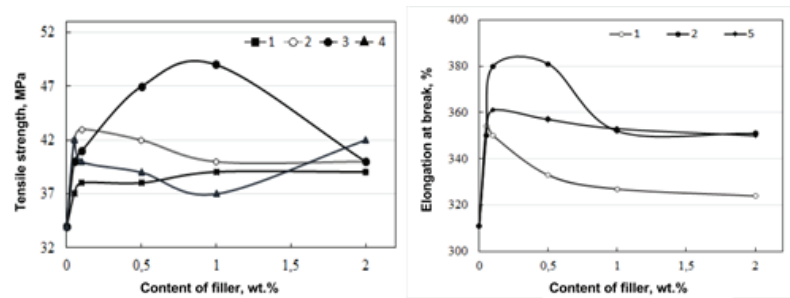 Tensile strength, MPa
52
47
42
37
32
1 2 3 4
0 0,5 1 1,5 2
Content of filler, wt.%
Elongation at break, %
400
380
360
340
320
300
1 2 5
0 0,5 1 1,5 2
Content of filler, wt.%